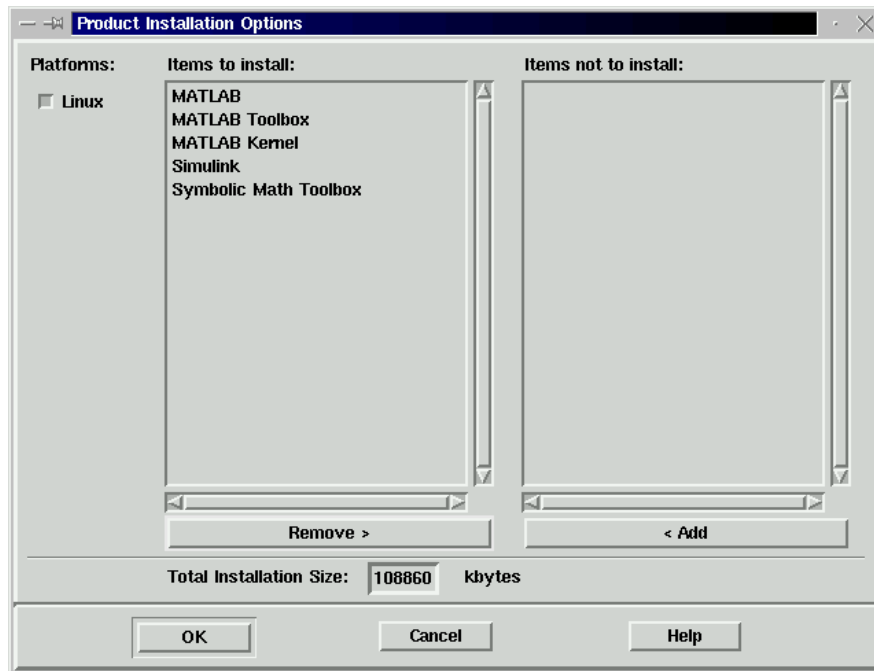 Product Installation Options
Platforms:
Items to install:
Items not to install:
Linux
MATLAB
MATLAB Toolbox
MATLAB Kernel
Simulink
Symbolic Math Toolbox
Remove >
< Add
Total Installation Size: 108860 kbytes
OK
Cancel
Help